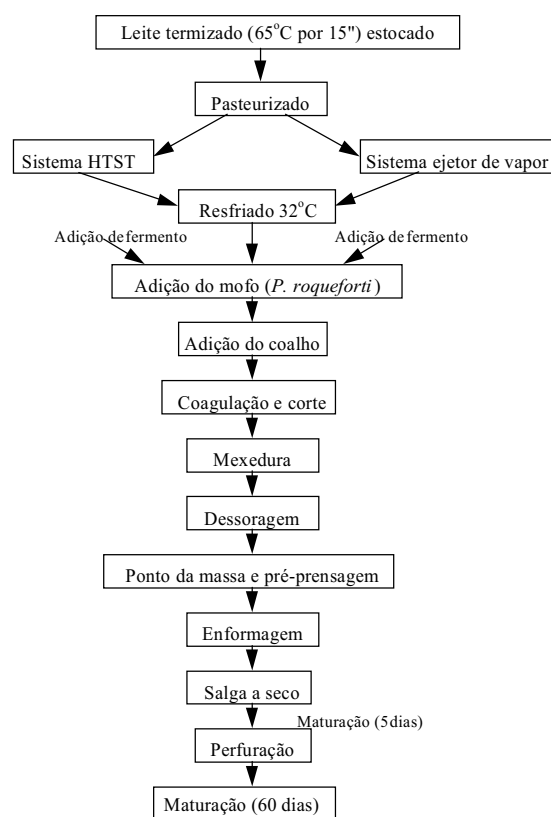 Leite termizado (65°C por 15") estocado
Pasteurizado
Sistema HTST
Sistema ejetor de vapor
Resfriado 32°C
Adição de fermento
Adição de fermento
Adição do mofo (P. roqueforti)
Adição do coalho
Coagulação e corte
Mexedura
Dessoragem
Ponto da massa e pré-prensagem
Enformagem
Salga a seco
Maturação (5dias)
Perfuração
Maturação (60 dias)